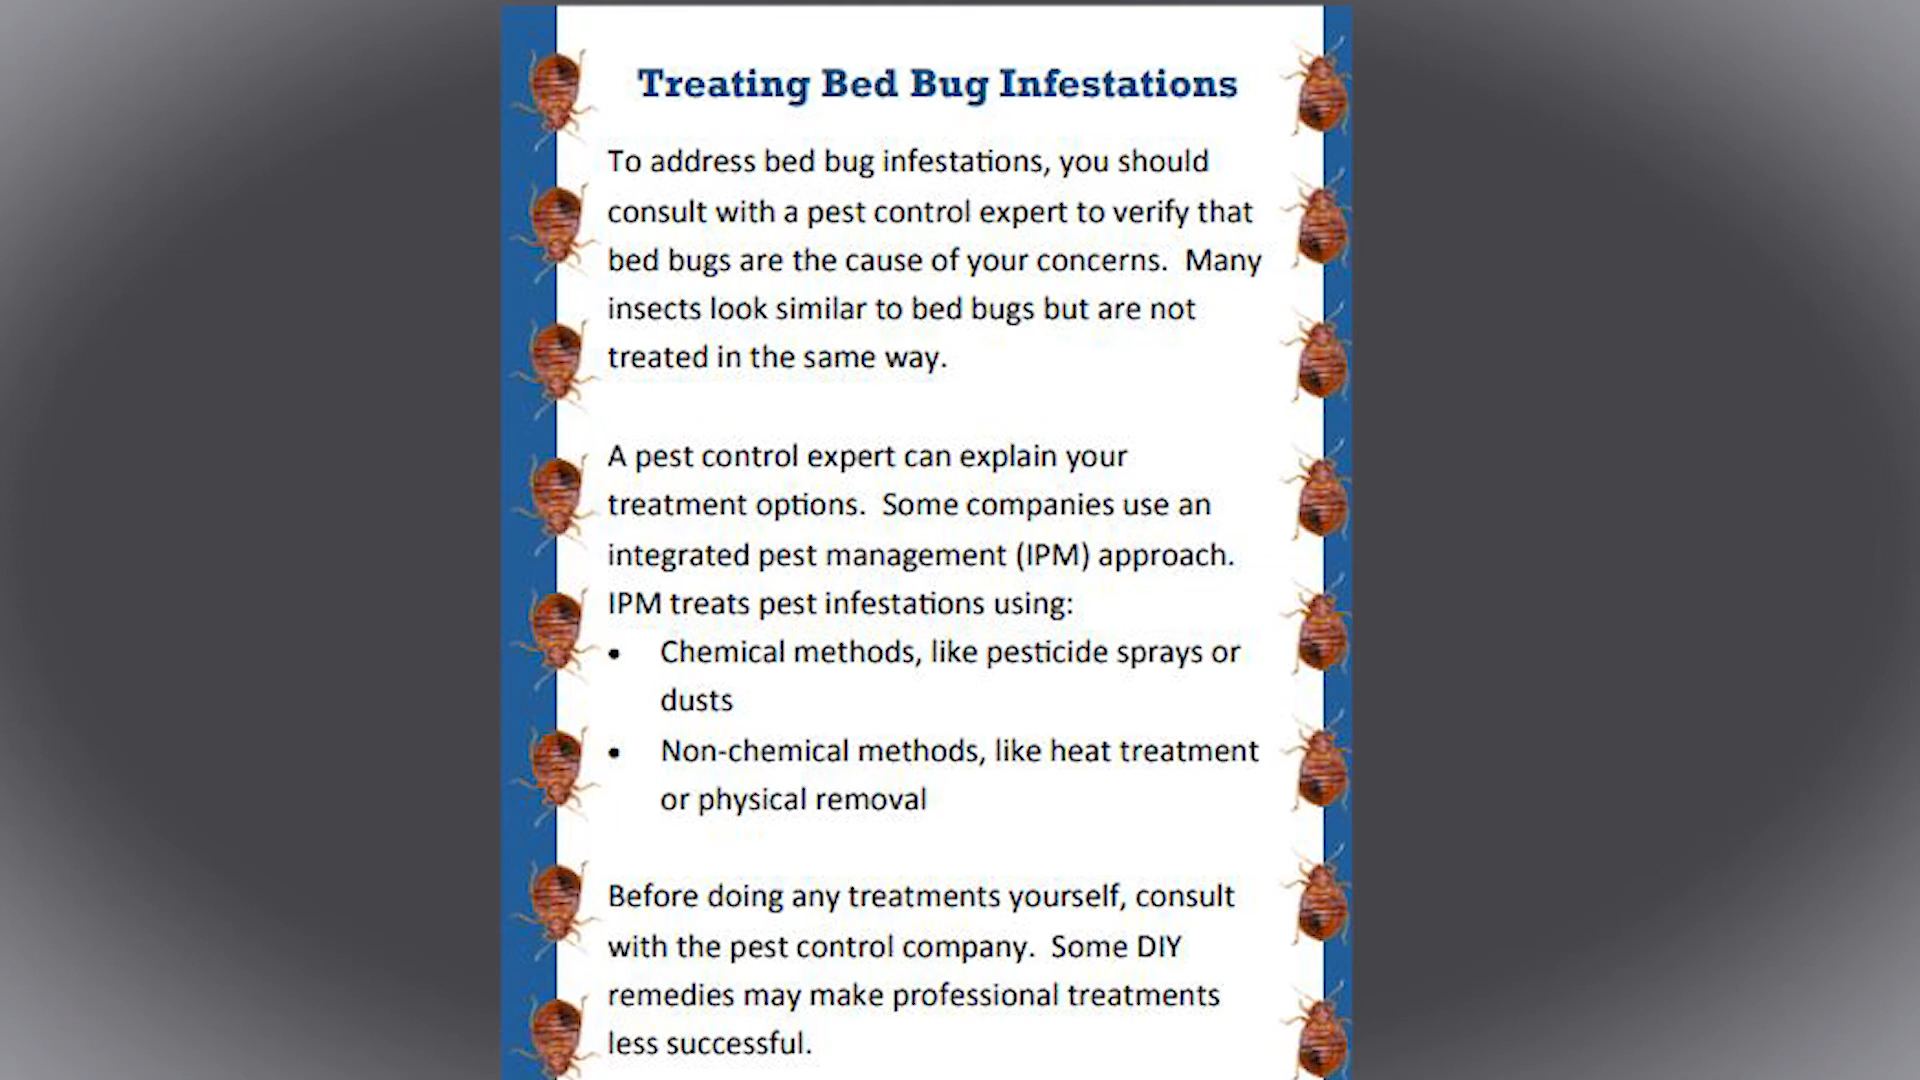 Treating Bed Bug Infestations
To address bed bug infestations, you should
consult with a pest control expert to verify that
bed bugs are the cause of your concerns.  Many
insects look similar to bed bugs but are not
treated in the same way.
A pest control expert can explain your
treatment options.  Some companies use an
integrated pest management (IPM) approach.
IPM treats pest infestations using:
• Chemical methods, like pesticide sprays or
dusts
• Non-chemical methods, like heat treatment
or physical removal
Before doing any treatments yourself, consult
with the pest control company.  Some DIY
remedies may make professional treatments
less successful.